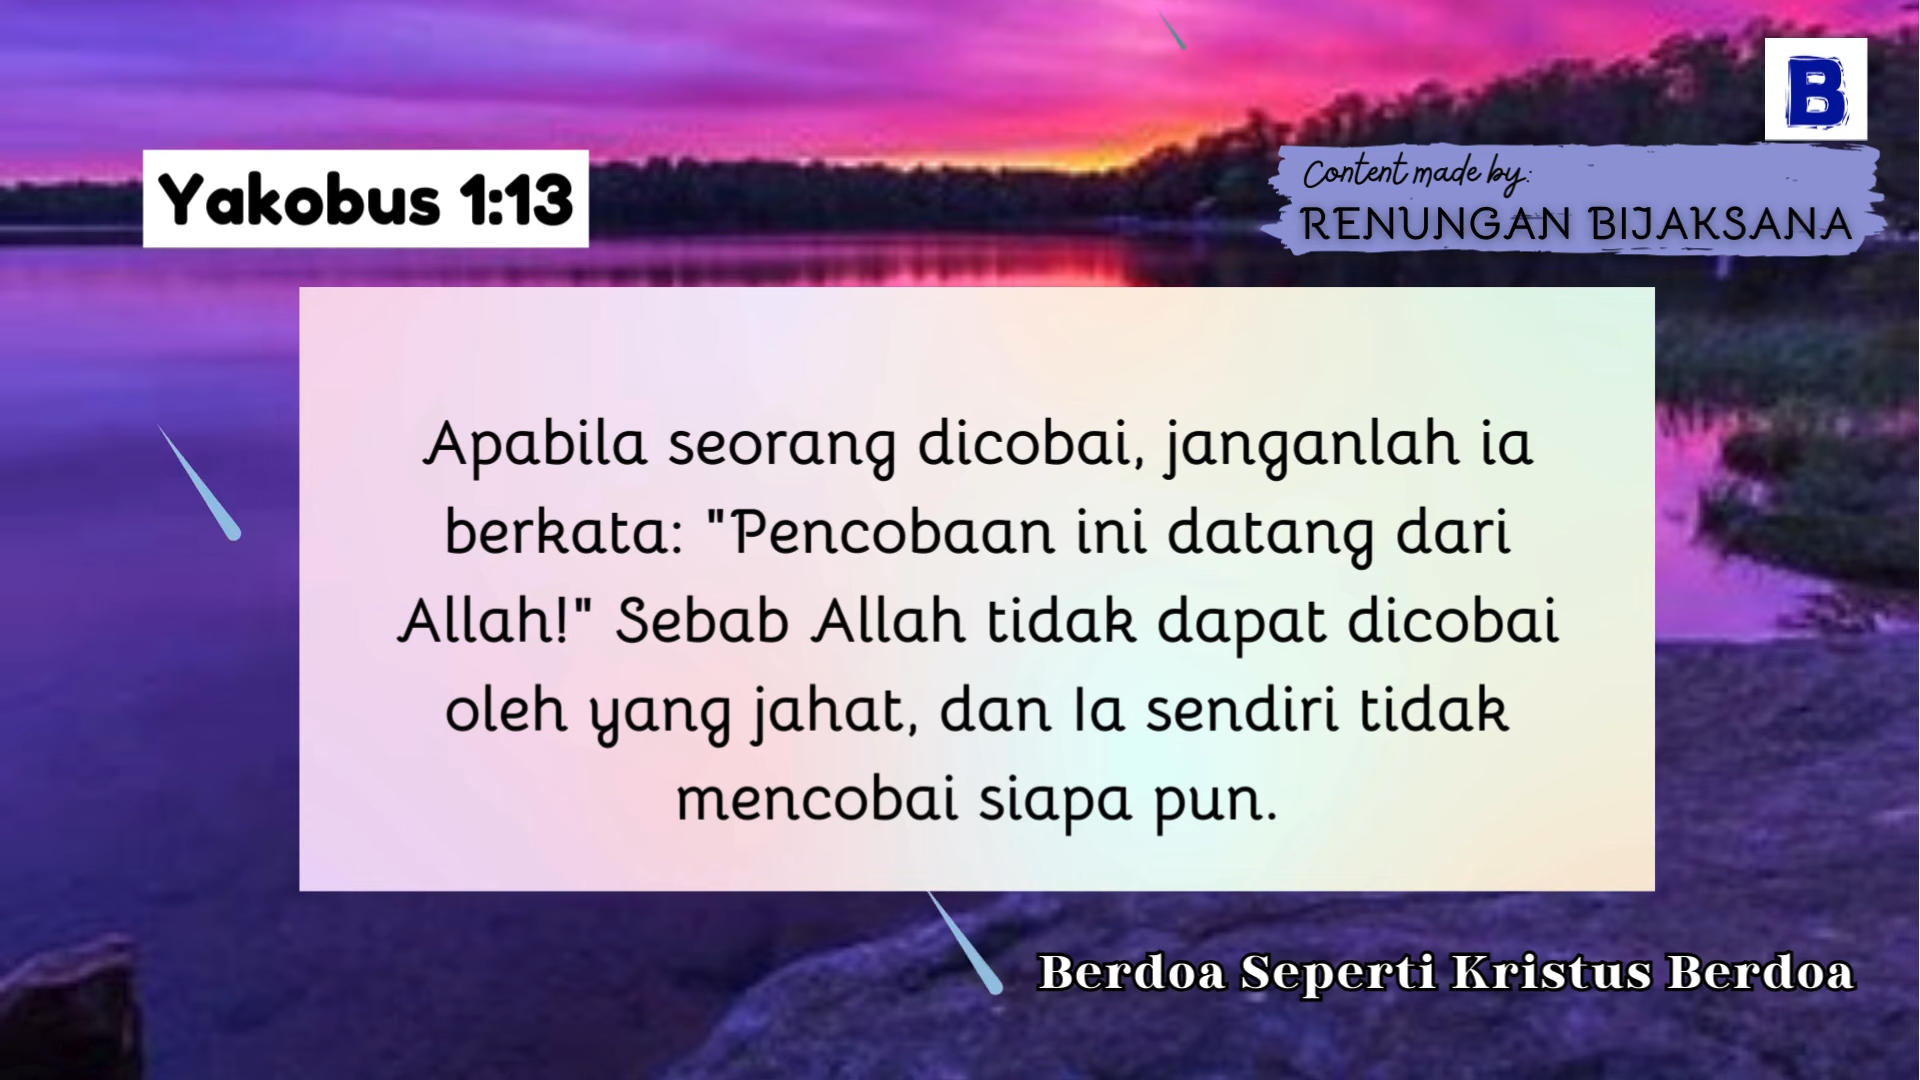 B
Yakobus 1:13
Content made by:
RENUNGAN BIJAKSANA
Apabila seorang dicobai, janganlah ia
berkata: "Pencobaan ini datang dari
Allah!" Sebab Allah tidak dapat dicobai
oleh yang jahat, dan Ia sendiri tidak
mencobai siapa pun.
Berdoa Seperti Kristus Berdoa